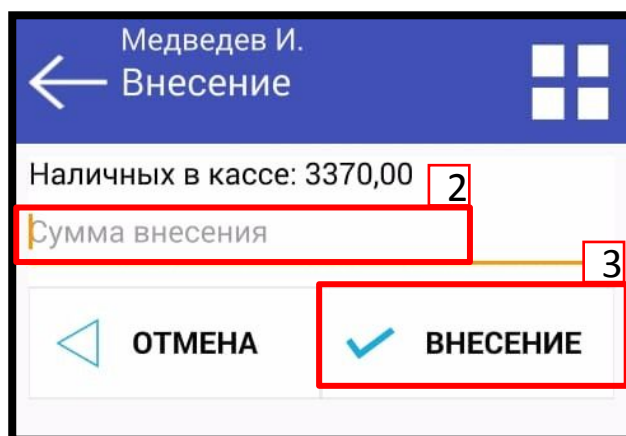 Медведев И.
Внесение
Наличных в кассе: 3370,00
2
Сумма внесения
3
ОТМЕНА
ВНЕСЕНИЕ